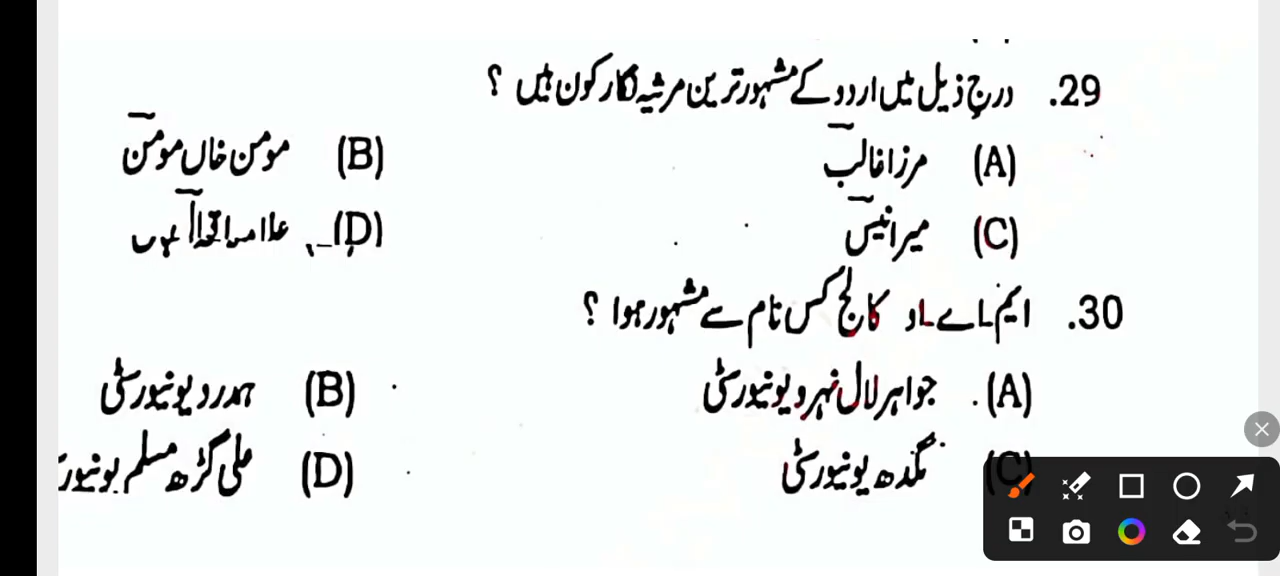 29. درج ذیل میں اردو کے مشہور ترین مرثیہ نگار کون ہیں ؟
(A) مرزا غالب (B) مومن خاں مومن
(C) میر انیس (D) علامہ اقبال
30. ایم اے او کالج کس نام سے مشہور ہوا ؟
(A) جواہر لال نہرو یونیورسٹی (B) ہمدرد یونیورسٹی
(C) مگدھ یونیورسٹی (D) علی گڑھ مسلم یونیور